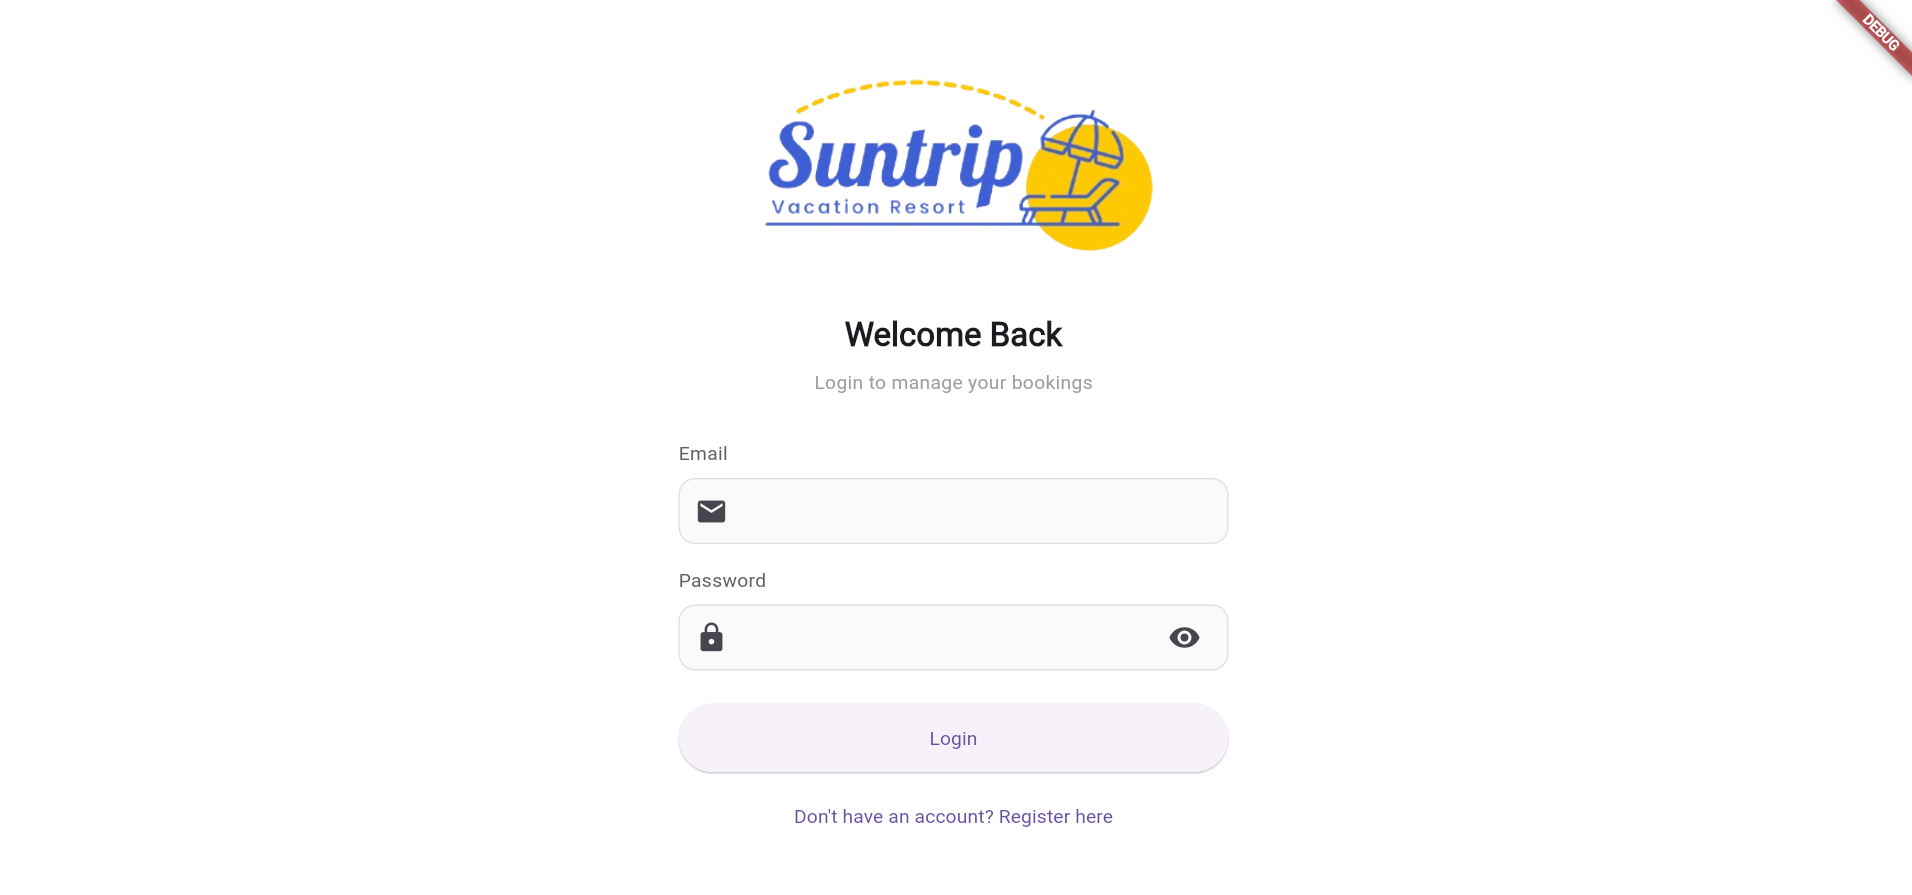 DEBUG
Suntrip
Vacation Resort
Welcome Back
Login to manage your bookings
Email
Password
Login
Don't have an account? Register here